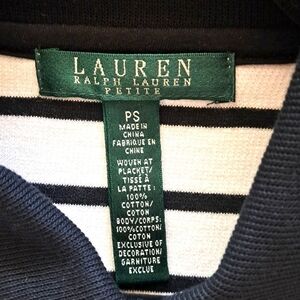 LAUREN
RALPH LAUREN
PETITE
PS
MADE IN
CHINA
FABRIQUE EN
CHINE
WOVEN AT
PLACKET/
TISSÉ À
LA PATTE:
100%
COTTON/
COTON
BODY/CORPS:
100%COTTON/
COTON
EXCLUSIVE OF
DECORATION/
GARNITURE
EXCLUE